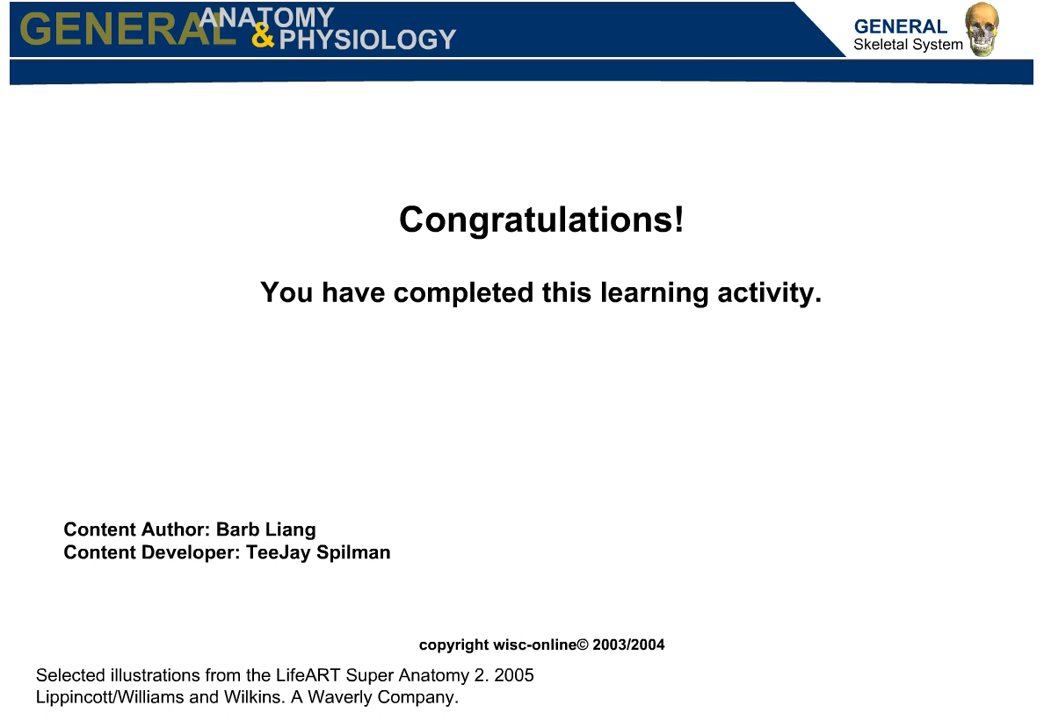 GENERAL ANATOMY
& PHYSIOLOGY
GENERAL
Skeletal System
Congratulations!
You have completed this learning activity.
Content Author: Barb Liang
Content Developer: TeeJay Spilman
copyright wisc-online© 2003/2004
Selected illustrations from the LifeART Super Anatomy 2. 2005
Lippincott/Williams and Wilkins. A Waverly Company.